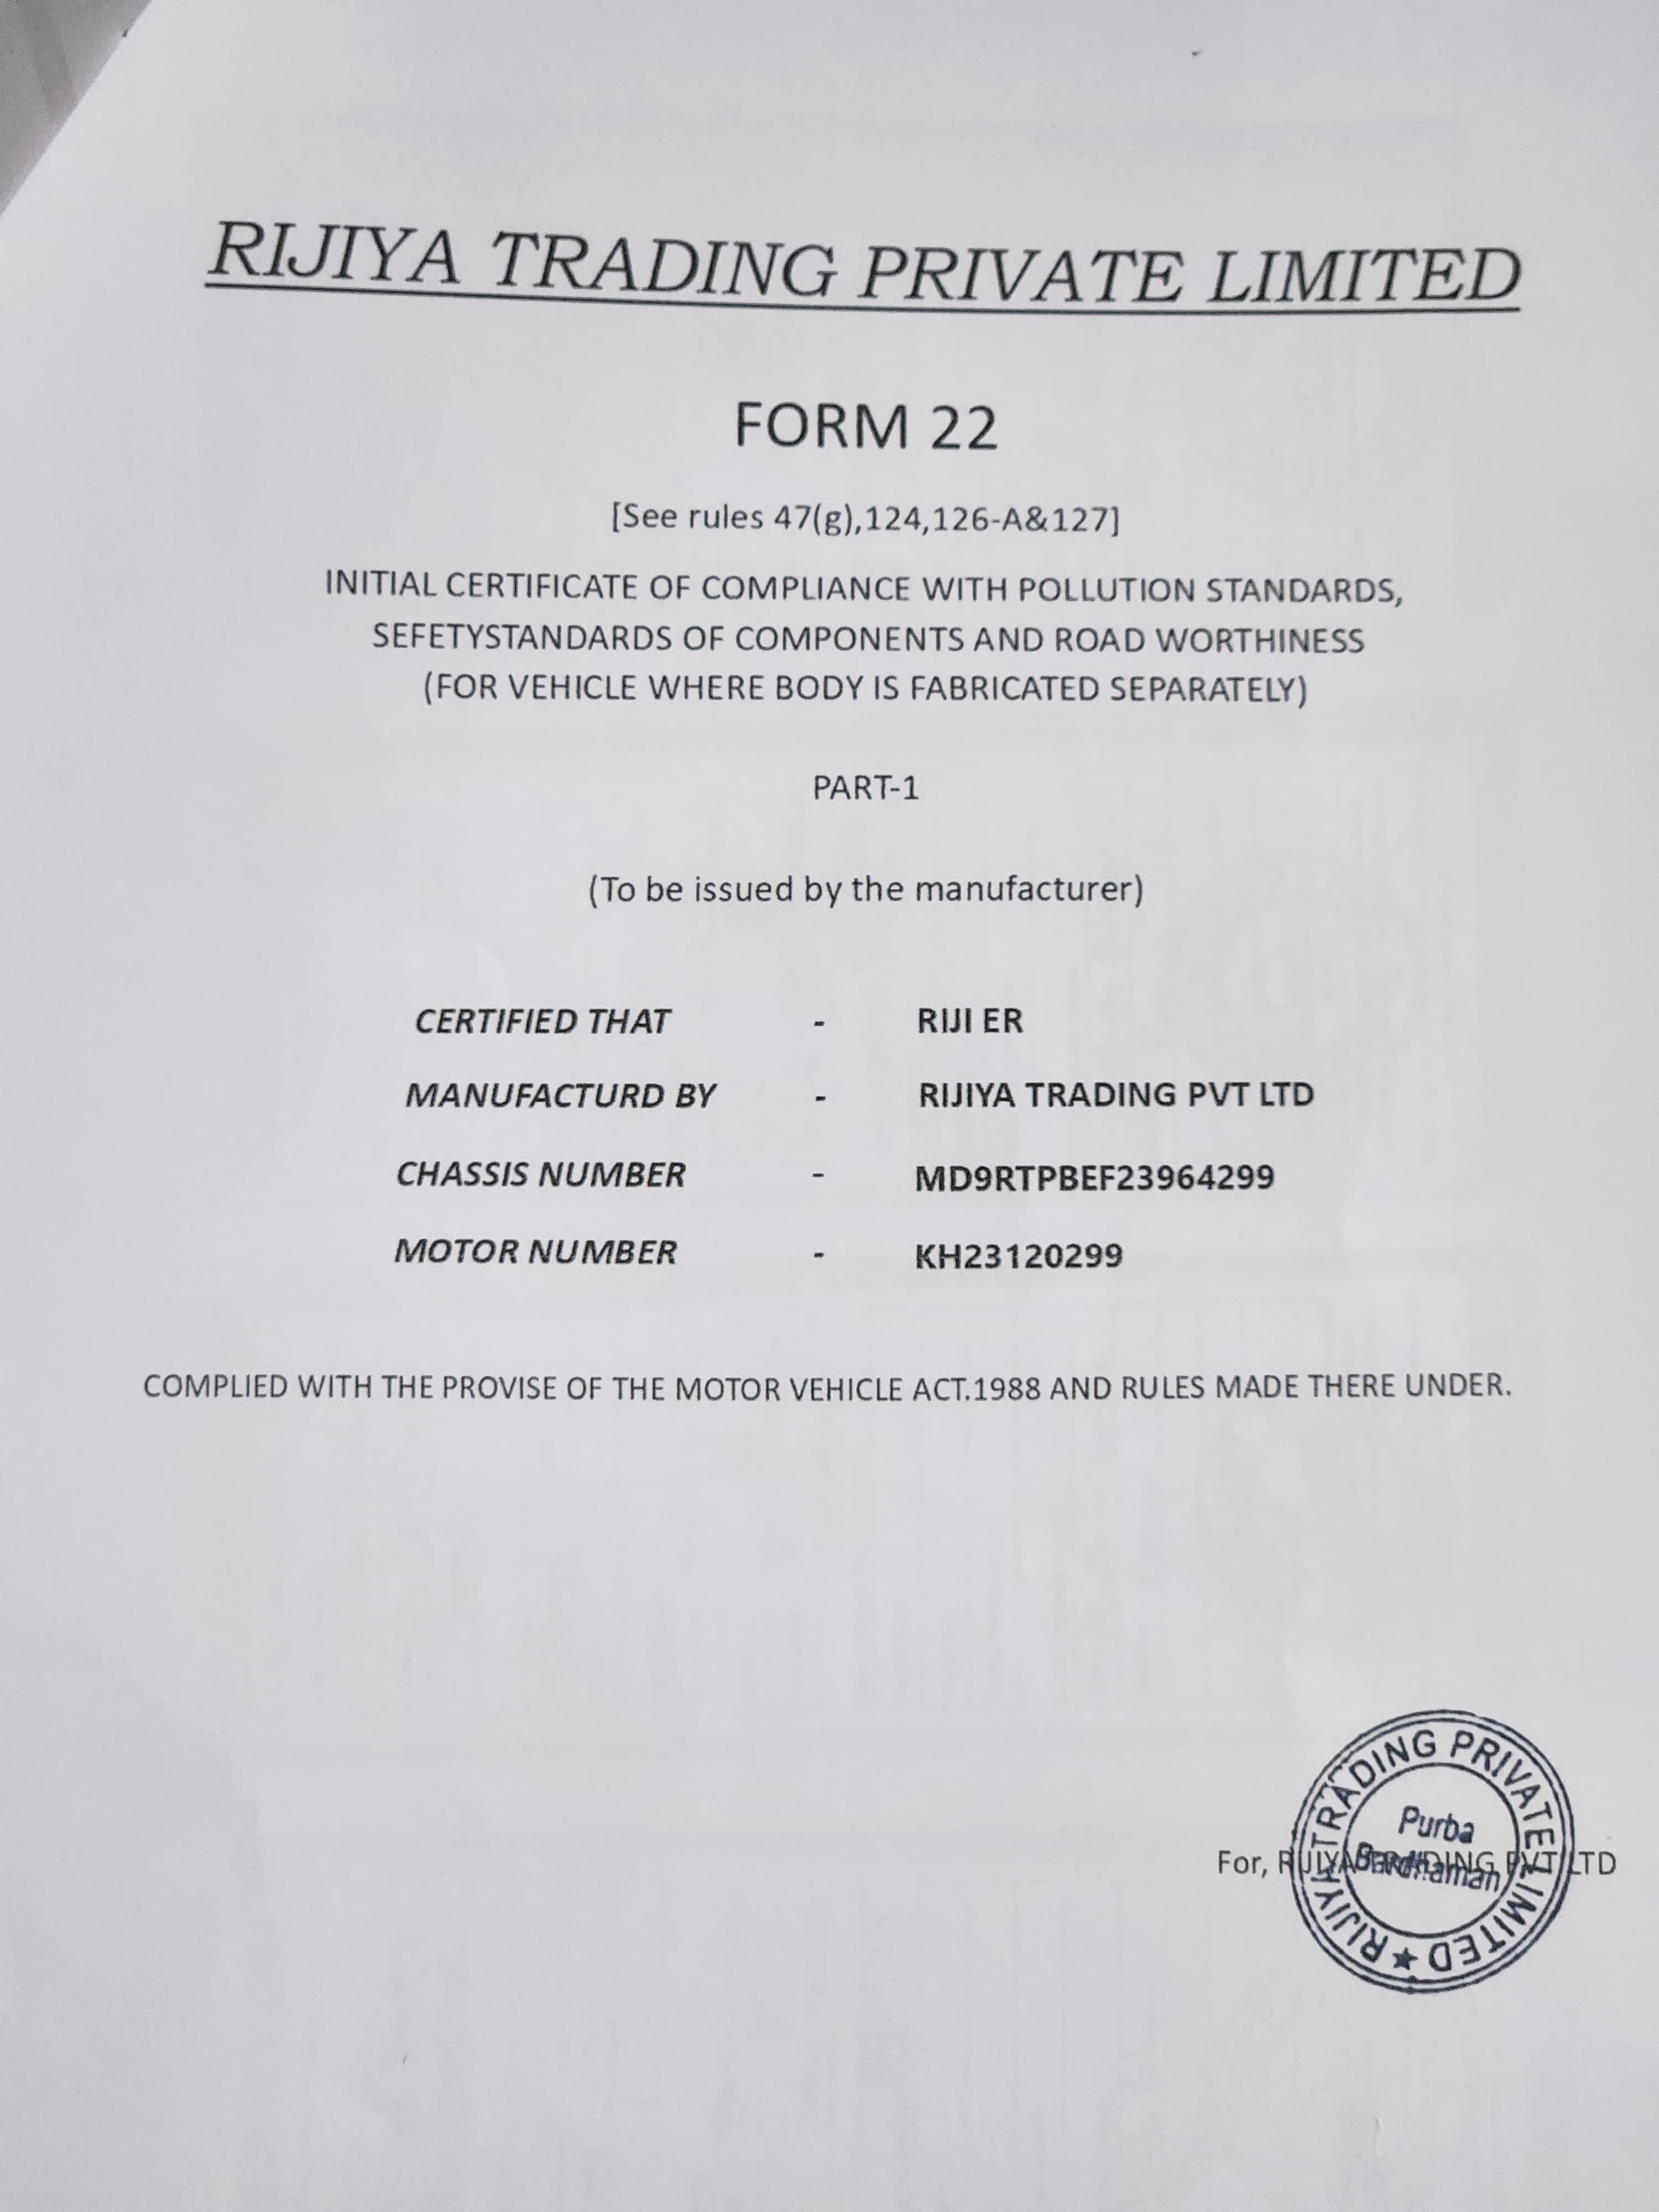 RIJIYA TRADING PRIVATE LIMITED
FORM 22
[See rules 47(g),124,126-A&127]
INITIAL CERTIFICATE OF COMPLIANCE WITH POLLUTION STANDARDS,
SEFETYSTANDARDS OF COMPONENTS AND ROAD WORTHINESS
(FOR VEHICLE WHERE BODY IS FABRICATED SEPARATELY)
PART-1
(To be issued by the manufacturer)
CERTIFIED THAT - RIJI ER
MANUFACTURD BY - RIJIYA TRADING PVT LTD
CHASSIS NUMBER - MD9RTPBEF23964299
MOTOR NUMBER - KH23120299
COMPLIED WITH THE PROVISE OF THE MOTOR VEHICLE ACT.1988 AND RULES MADE THERE UNDER.
For, RIJIYA TRADING PVT LTD
RIJIYA TRADING PRIVATE LIMITED ★
Purba
Bardhaman